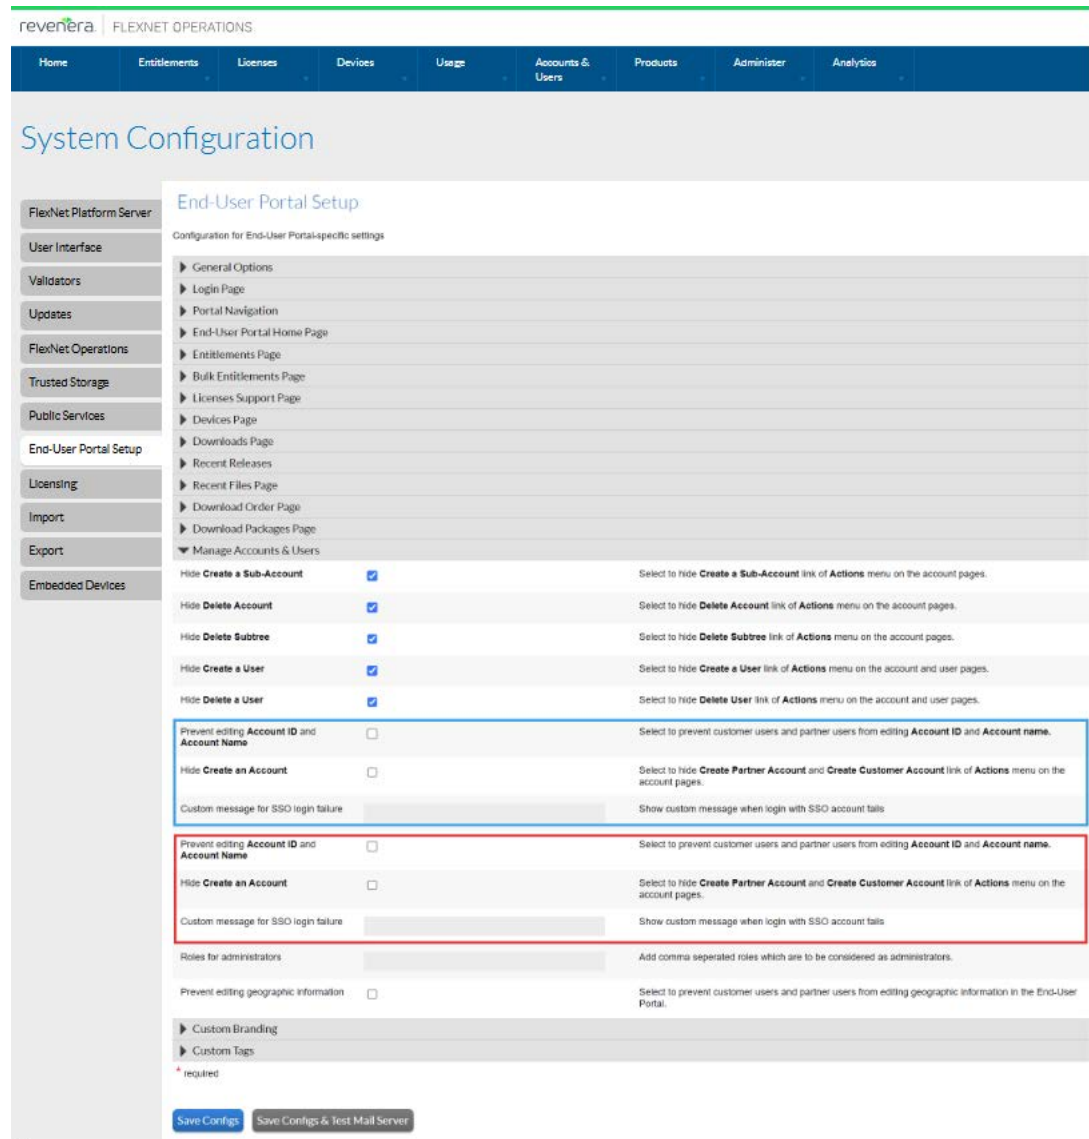 revenera FLEXNET OPERATIONS
Home Entitlements Licenses Devices Usage Accounts & Users Products Administer Analytics
System Configuration
FlexNet Platform Server
User Interface
Validators
Updates
FlexNet Operations
Trusted Storage
Public Services
End-User Portal Setup
Licensing
Import
Export
Embedded Devices
End-User Portal Setup
Configuration for End-User Portal-specific settings
General Options
Login Page
Portal Navigation
End-User Portal Home Page
Entitlements Page
Bulk Entitlements Page
Licenses Support Page
Devices Page
Downloads Page
Recent Releases
Recent Files Page
Download Order Page
Download Packages Page
Manage Accounts & Users
Hide Create a Sub-Account Select to hide Create a Sub-Account link of Actions menu on the account pages.
Hide Delete Account Select to hide Delete Account link of Actions menu on the account pages.
Hide Delete Subtree Select to hide Delete Subtree link of Actions menu on the account pages.
Hide Create a User Select to hide Create a User link of Actions menu on the account and user pages.
Hide Delete a User Select to hide Delete User link of Actions menu on the account and user pages.
Prevent editing Account ID and Account Name Select to prevent customer users and partner users from editing Account ID and Account name.
Hide Create an Account Select to hide Create Partner Account and Create Customer Account link of Actions menu on the account pages.
Custom message for SSO login failure Show custom message when login with SSO account fails
Prevent editing Account ID and Account Name Select to prevent customer users and partner users from editing Account ID and Account name.
Hide Create an Account Select to hide Create Partner Account and Create Customer Account link of Actions menu on the account pages.
Custom message for SSO login failure Show custom message when login with SSO account fails
Roles for administrators Add comma seperated roles which are to be considered as administrators.
Prevent editing geographic information Select to prevent customer users and partner users from editing geographic information in the End-User Portal.
Custom Branding
Custom Tags
* required
Save Configs Save Configs & Test Mail Server